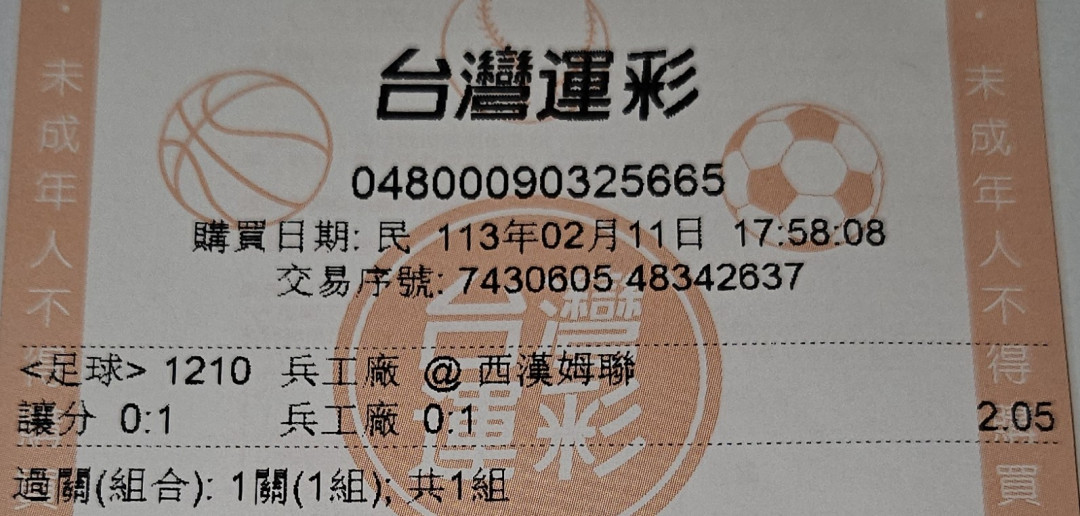 台灣運彩
04800090325665
購買日期: 民 113年02月11日 17:58:08
交易序號: 7430605 48342637
<足球> 1210 兵工廠 @ 西漢姆聯
讓分 0:1 兵工廠 0:1 2.05
過關(組合): 1關(1組); 共1組
未成年人不得購買
未成年人不得購買
台灣運彩